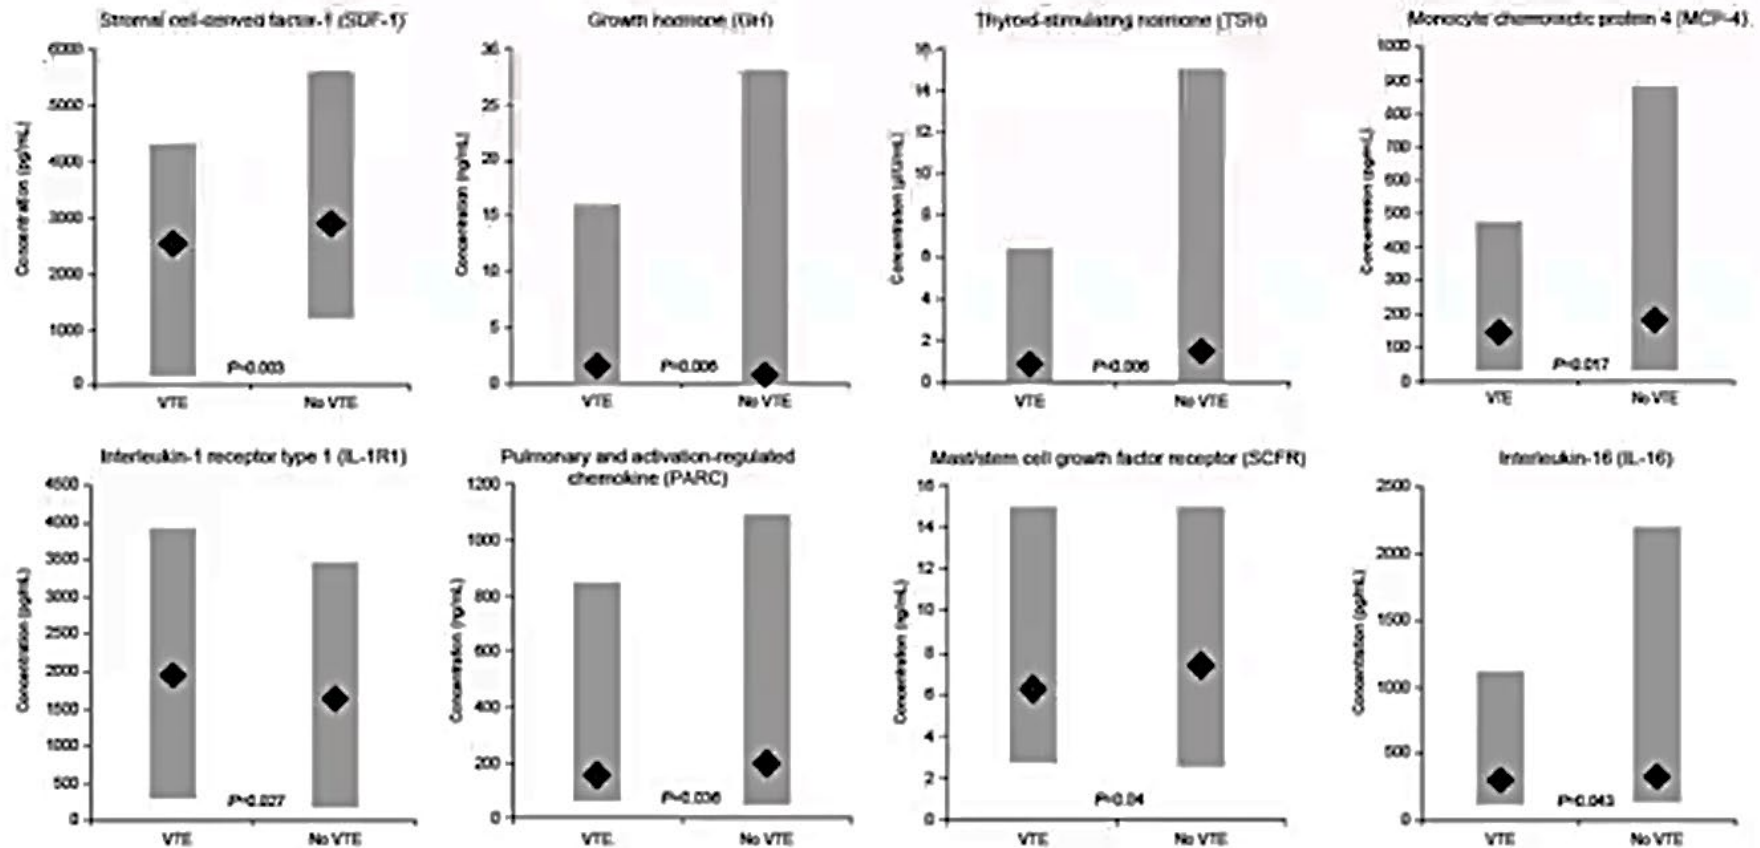 Stromal cell-derived factor-1 (SDF-1)
6000
5000
4000
3000
2000
1000
0
Concentration (pg/mL)
P=0.003
VTE
No VTE
Growth hormone (GH)
30
25
20
15
10
5
0
Concentration (ng/mL)
P=0.006
VTE
No VTE
Thyroid-stimulating hormone (TSH)
16
14
12
10
8
6
4
2
0
Concentration (μIU/mL)
P=0.006
VTE
No VTE
Monocyte chemotactic protein 4 (MCP-4)
1000
900
800
700
600
500
400
300
200
100
0
Concentration (pg/mL)
P=0.017
VTE
No VTE
Interleukin-1 receptor type 1 (IL-1R1)
4500
4000
3500
3000
2500
2000
1500
1000
500
0
Concentration (pg/mL)
P=0.027
VTE
No VTE
Pulmonary and activation-regulated
chemokine (PARC)
1200
1000
800
600
400
200
0
Concentration (ng/mL)
P=0.036
VTE
No VTE
Mast/stem cell growth factor receptor (SCFR)
16
14
12
10
8
6
4
2
0
Concentration (ng/mL)
P=0.04
VTE
No VTE
Interleukin-16 (IL-16)
2500
2000
1500
1000
500
0
Concentration (pg/mL)
P=0.043
VTE
No VTE